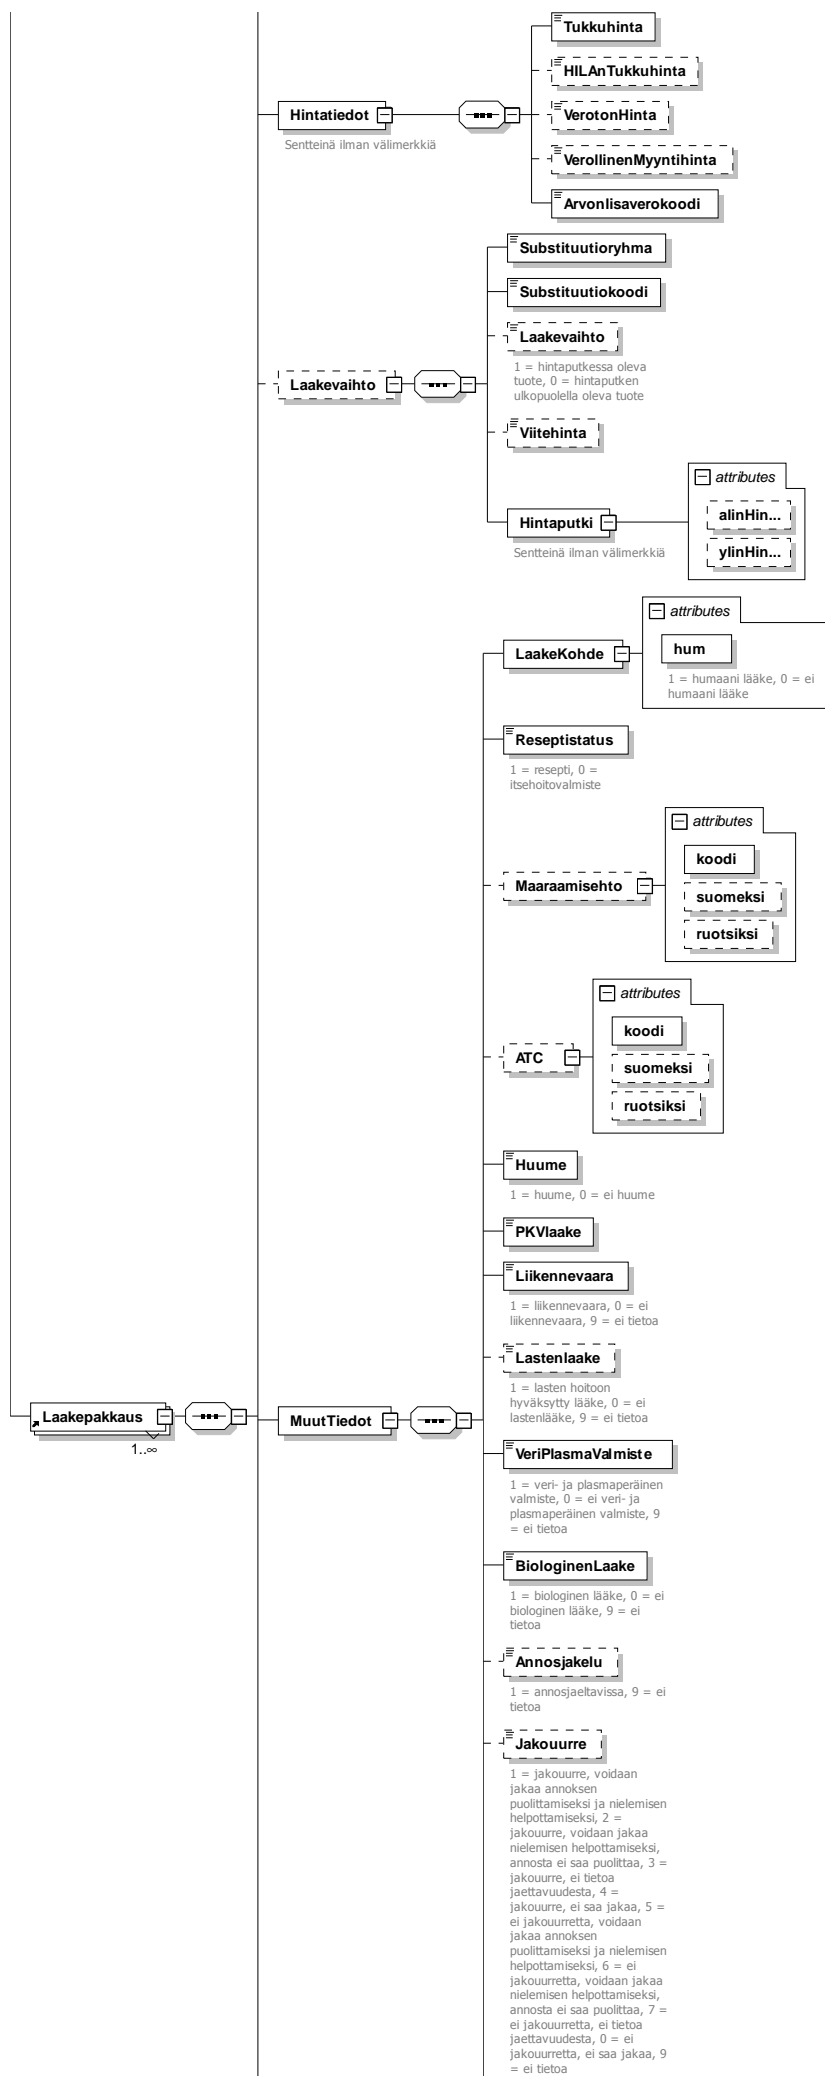 Tukkuhinta
HILAnTukkuhinta
Hintatiedot
VerotonHinta
Sentteinä ilman välimerkkiä
VerollinenMyyntihinta
Arvonlisaverokoodi
Substituutioryhma
Substituutiokoodi
Laakevaihto
1 = hintaputkessa oleva
tuote, 0 = hintaputken
ulkopuolella oleva tuote
Laakevaihto
Viitehinta
attributes
alinHin...
Hintaputki
ylinHin...
Sentteinä ilman välimerkkiä
attributes
LaakeKohde
hum
1 = humaani lääke, 0 = ei
humaani lääke
Reseptistatus
1 = resepti, 0 =
itsehoitovalmiste
attributes
koodi
Maaraamisehto
suomeksi
ruotsiksi
attributes
koodi
ATC
suomeksi
ruotsiksi
Huume
1 = huume, 0 = ei huume
PKVlaake
Liikennevaara
1 = liikennevaara, 0 = ei
liikennevaara, 9 = ei tietoa
Lastenlaake
1 = lasten hoitoon
hyväksytty lääke, 0 = ei
lastenlääke, 9 = ei tietoa
Laakepakkaus
1..∞
MuutTiedot
VeriPlasmaValmiste
1 = veri- ja plasmaperäinen
valmiste, 0 = ei veri- ja
plasmaperäinen valmiste, 9
= ei tietoa
BiologinenLaake
1 = biologinen lääke, 0 = ei
biologinen lääke, 9 = ei
tietoa
Annosjakelu
1 = annosjaeltavissa, 9 = ei
tietoa
Jakouurre
1 = jakouurre, voidaan
jakaa annoksen
puolittamiseksi ja nielemisen
helpottamiseksi, 2 =
jakouurre, voidaan jakaa
nielemisen helpottamiseksi,
annosta ei saa puolittaa, 3 =
jakouurre, ei tietoa
jaettavuudesta, 4 =
jakouurre, ei saa jakaa, 5 =
ei jakouurretta, voidaan
jakaa annoksen
puolittamiseksi ja nielemisen
helpottamiseksi, 6 = ei
jakouurretta, voidaan jakaa
nielemisen helpottamiseksi,
annosta ei saa puolittaa, 7 =
ei jakouurretta, ei tietoa
jaettavuudesta, 0 = ei
jakouurretta, ei saa jakaa, 9
= ei tietoa